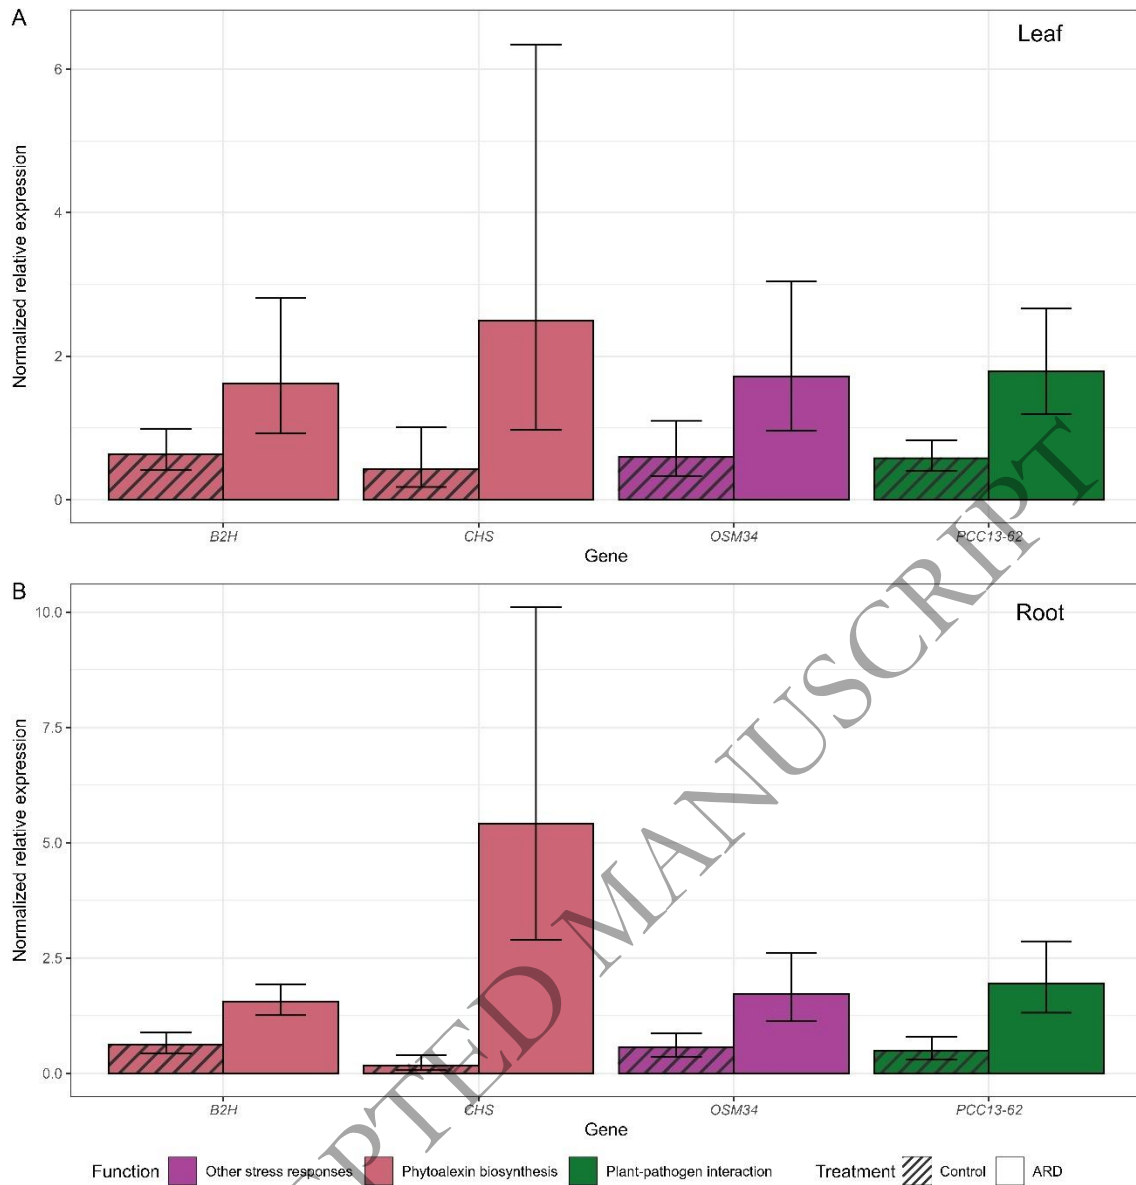 A
Leaf
Normalized relative expression
6
4
2
0
B2H CHS OSM34 PCC13-62
Gene
B
Root
Normalized relative expression
10.0
7.5
5.0
2.5
0.0
B2H CHS OSM34 PCC13-62
Gene
Function Other stress responses Phytoalexin biosynthesis Plant-pathogen interaction Treatment Control ARD
PTED MANUSCRIPT